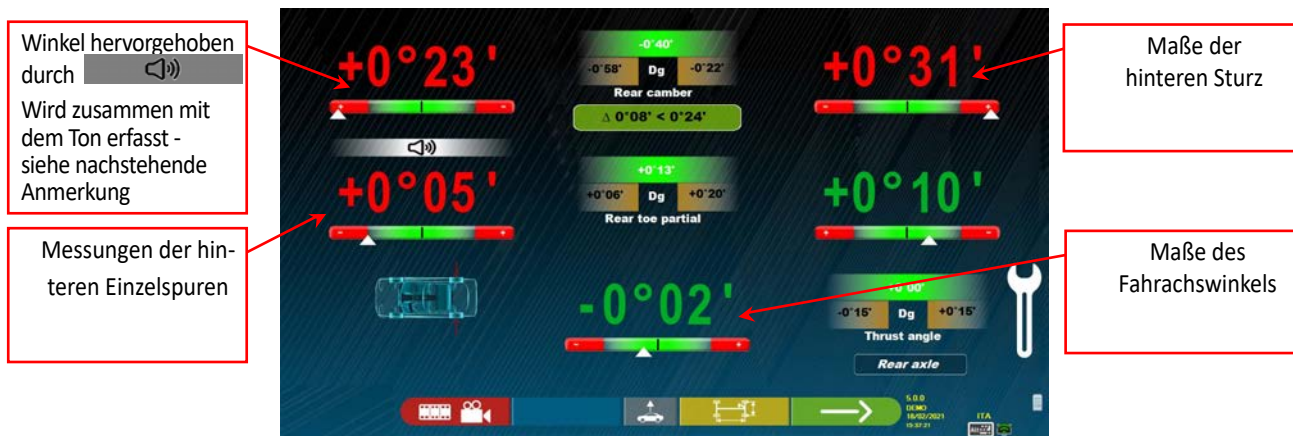 Winkel hervorgehoben
durch
Wird zusammen mit
dem Ton erfasst -
siehe nachstehende
Anmerkung
Messungen der hin-
teren Einzelspuren
+0°23'
+ -
+0°05'
- +
-0°40'
-0°58' Dg -0°22'
Rear camber
Δ 0°08' < 0°24'
+0°13'
+0°06' Dg +0°20'
Rear toe partial
-0°02'
- +
+0°31'
- +
+0°10'
+ -
+0°00'
-0°15' Dg +0°15'
Thrust angle
Rear axle
5.0.0
DEMO
18/02/2021
ITA
Maße der
hinteren Sturz
Maße des
Fahrachswinkels